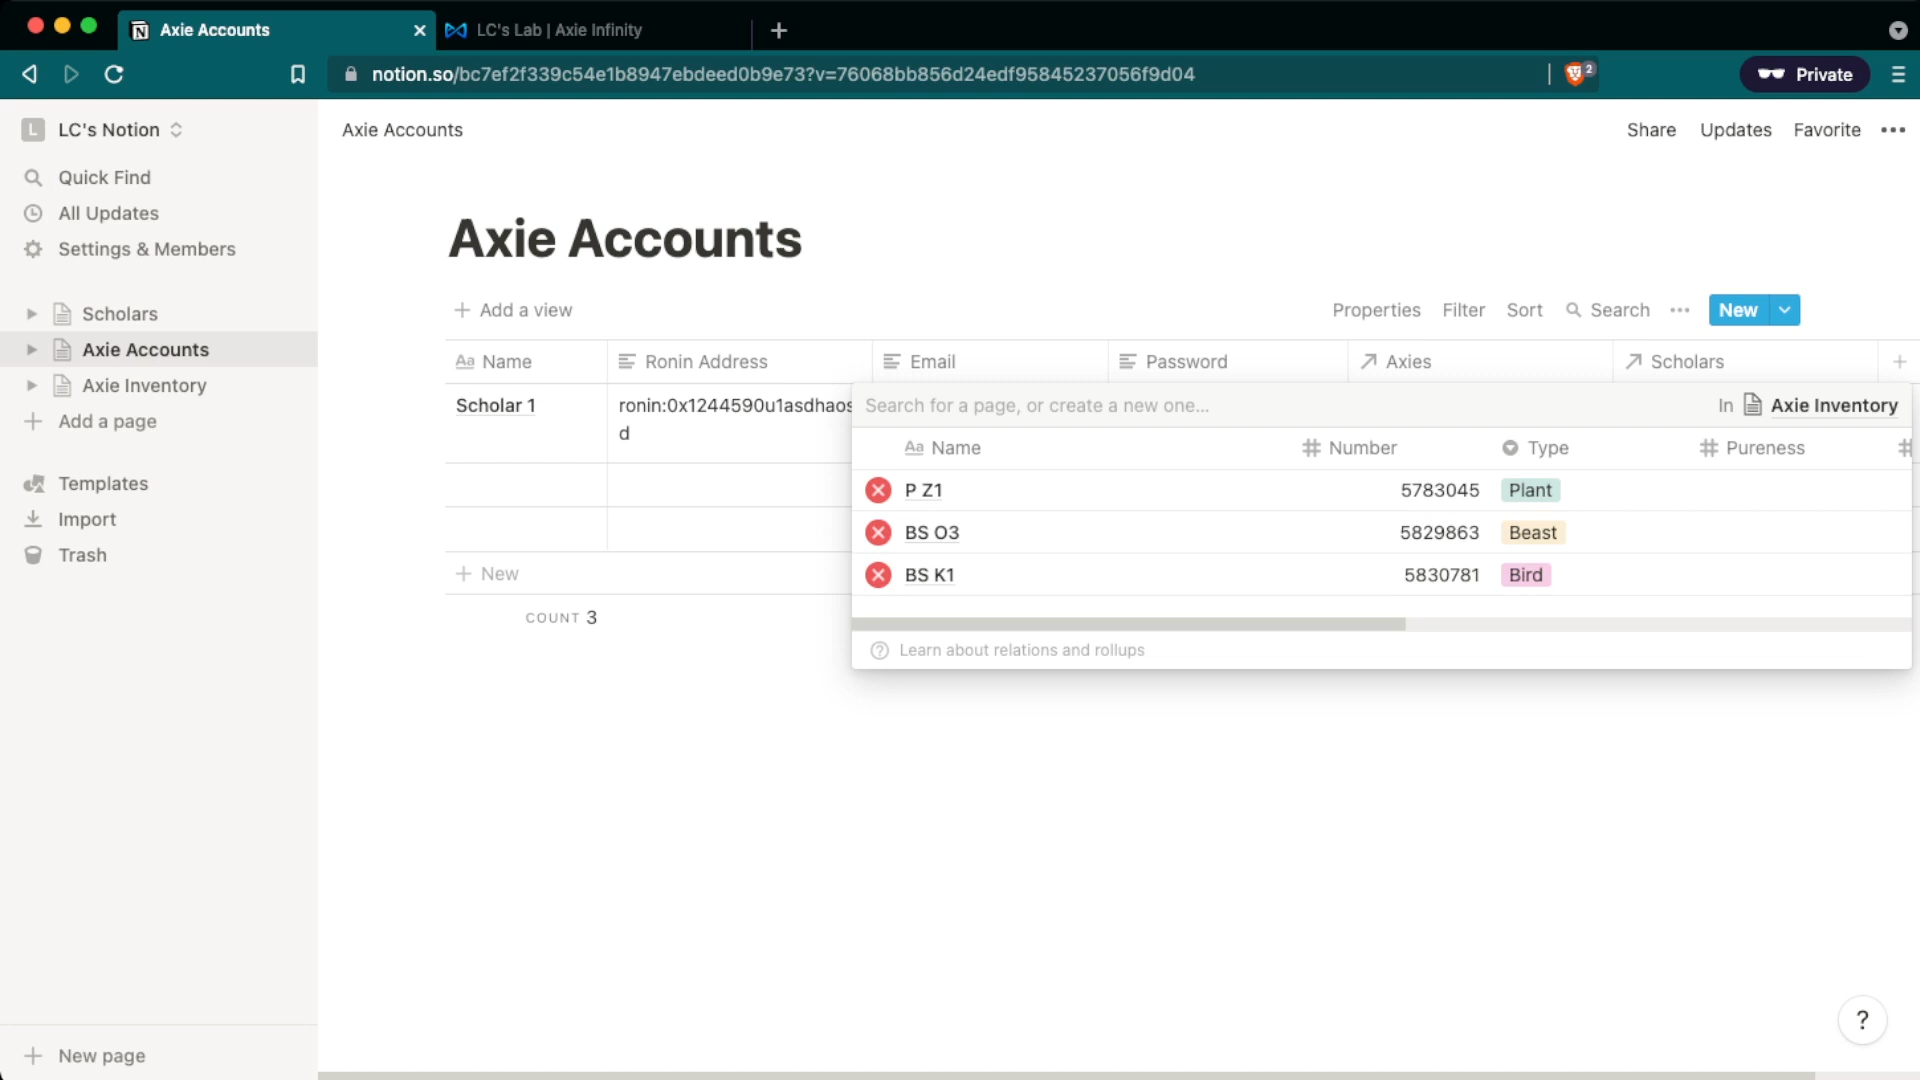 Axie Accounts
LC's Lab | Axie Infinity
notion.so/bc7ef2f339c54e1b8947ebdeed0b9e73?v=76068bb856d24edf95845237056f9d04
2
Private
L LC's Notion
Axie Accounts
Share Updates Favorite
Quick Find
All Updates
Settings & Members
Scholars
Axie Accounts
Axie Inventory
Add a page
Templates
Import
Trash
New page
Axie Accounts
Add a view
Properties Filter Sort Search New
Aa Name Ronin Address Email Password Axies Scholars
Scholar 1 ronin:0x1244590u1asdhaos
d
New
COUNT 3
Search for a page, or create a new one... In Axie Inventory
Aa Name # Number Type # Pureness #
P Z1 5783045 Plant
BS O3 5829863 Beast
BS K1 5830781 Bird
? Learn about relations and rollups
?